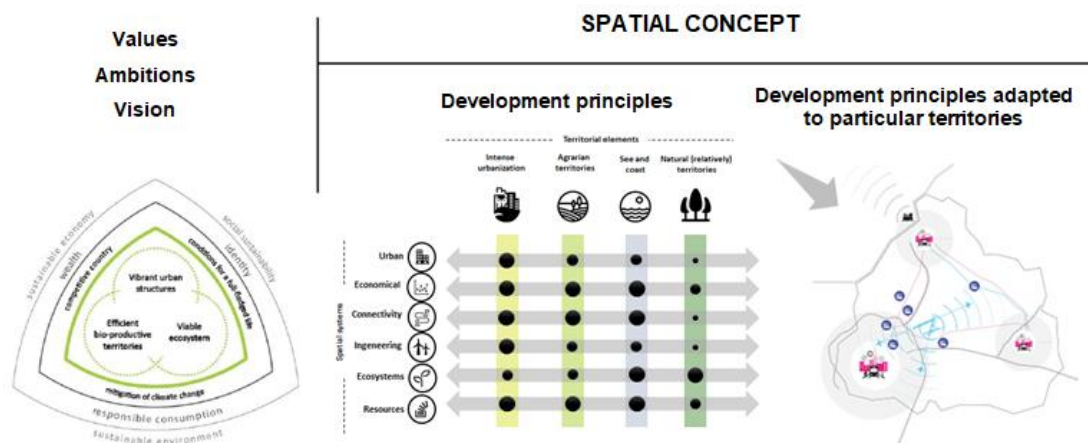 Values
Ambitions
Vision
SPATIAL CONCEPT
Development principles
Development principles adapted
to particular territories
Territorial elements
Intense
urbanization
Agrarian
territories
See and
coast
Natural (relatively)
territories
Spatial systems
Urban
Economical
Connectivity
Ingeneering
Ecosystems
Resources
sustainable economy
wealth
competitive country
social sustainability
identity
conditions for a full-fledged life
Vibrant urban
structures
Efficient
bio-productive
territories
Viable
ecosystem
mitigation of climate change
responsible consumption
sustainable environment